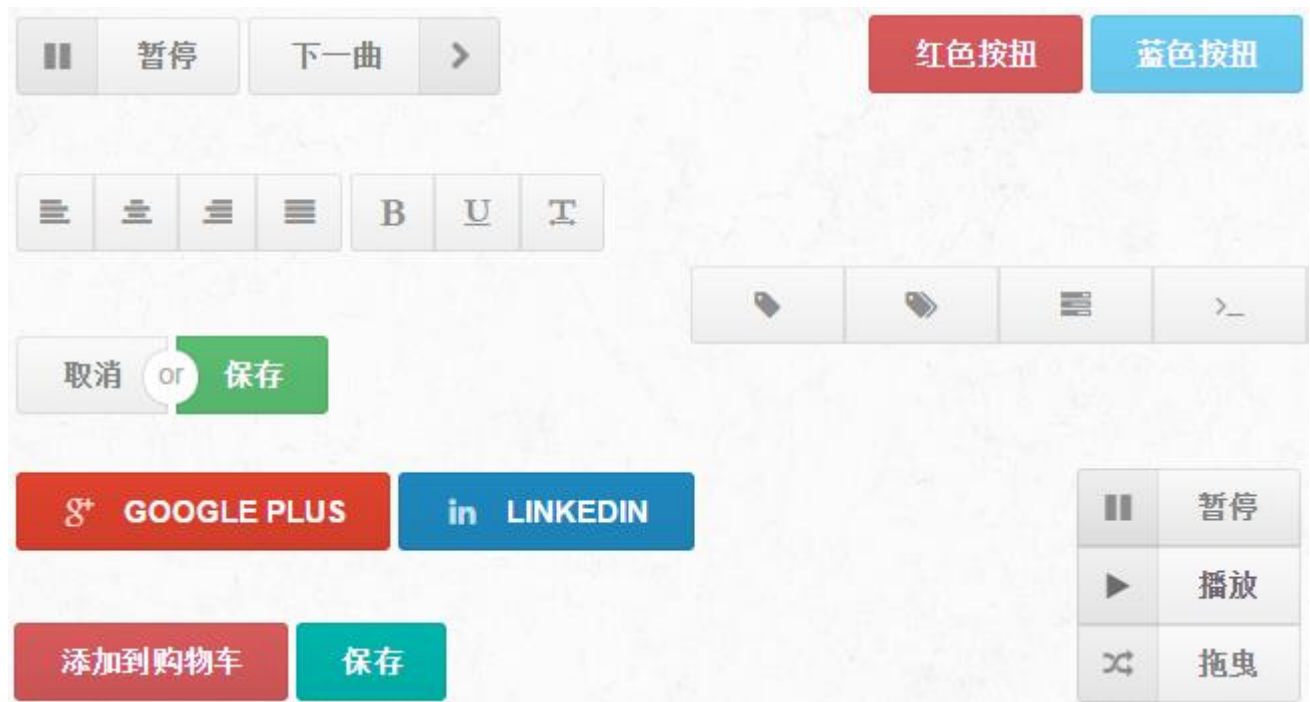 暂停 下一曲 红色按扭 蓝色按扭
B U T
>_
取消 or 保存
g+ GOOGLE PLUS in LINKEDIN
暂停
播放
拖曳
添加到购物车 保存